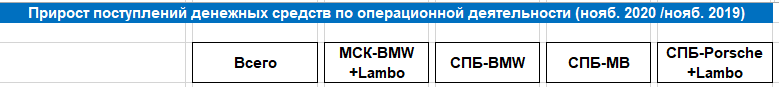 Прирост поступлений денежных средств по операционной деятельности (нояб. 2020 /нояб. 2019)
Всего
МСК-BMW
+Lambo
СПБ-BMW
СПБ-MB
СПБ-Porsche
+Lambo